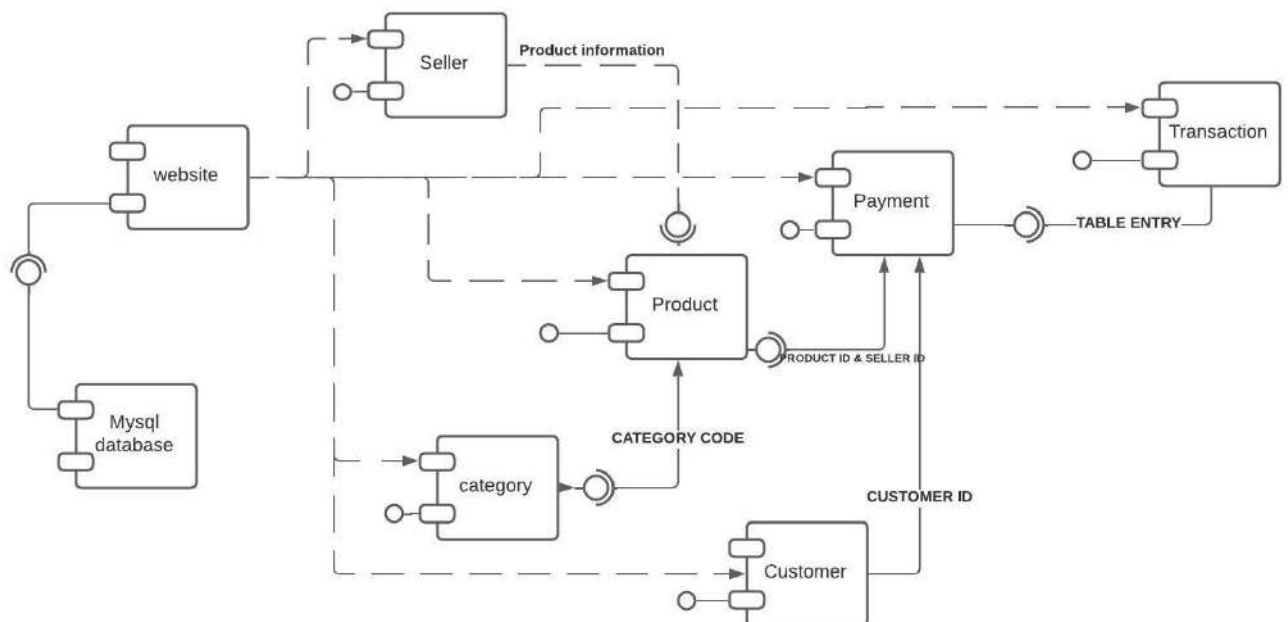 Product information
Seller
Transaction
website
Payment
TABLE ENTRY
Product
PRODUCT ID & SELLER ID
Mysql
database
CATEGORY CODE
category
CUSTOMER ID
Customer